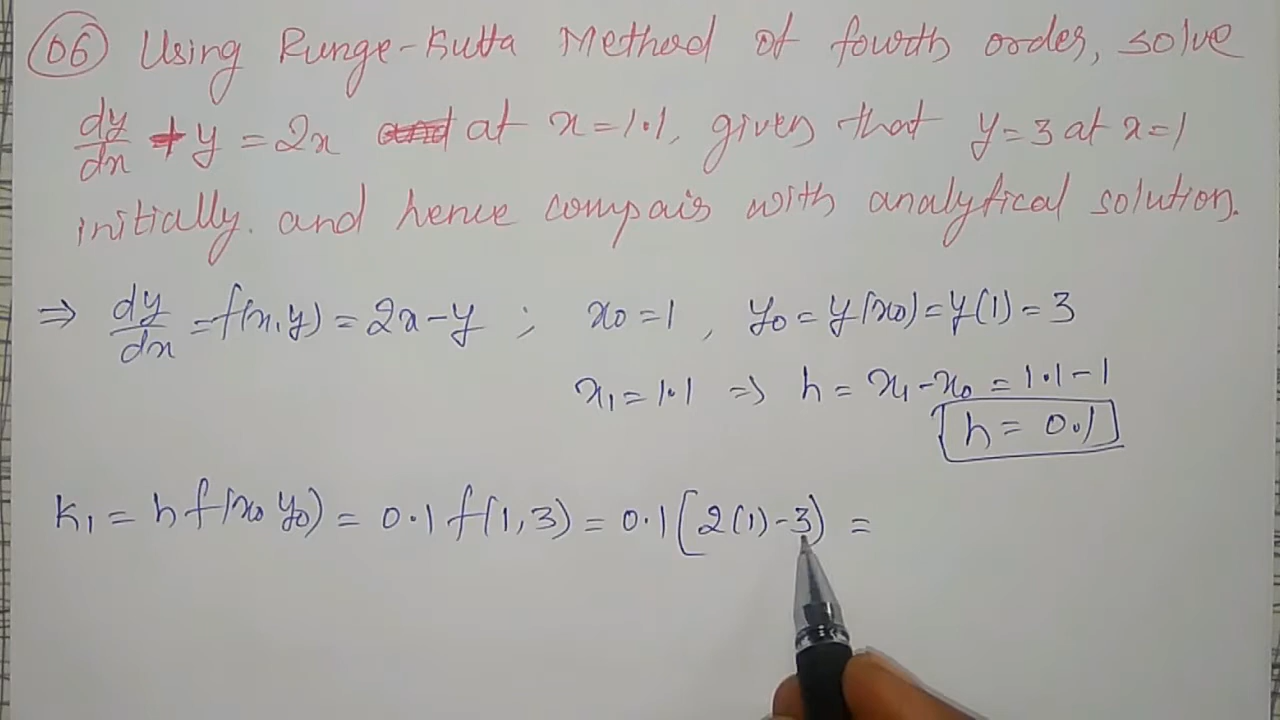 06 Using Runge-Kutta Method of fourth order, solve
dy/dx + y = 2x at x = 1.1, given that y = 3 at x = 1
initially. and hence compair with analytical solution.
⇒ dy/dx = f(x, y) = 2x - y ; x0 = 1 , y0 = y(x0) = y(1) = 3
x1 = 1.1 ⇒ h = x1 - x0 = 1.1 - 1
h = 0.1
K1 = h f(x0 y0) = 0.1 f(1, 3) = 0.1 (2(1) - 3) =